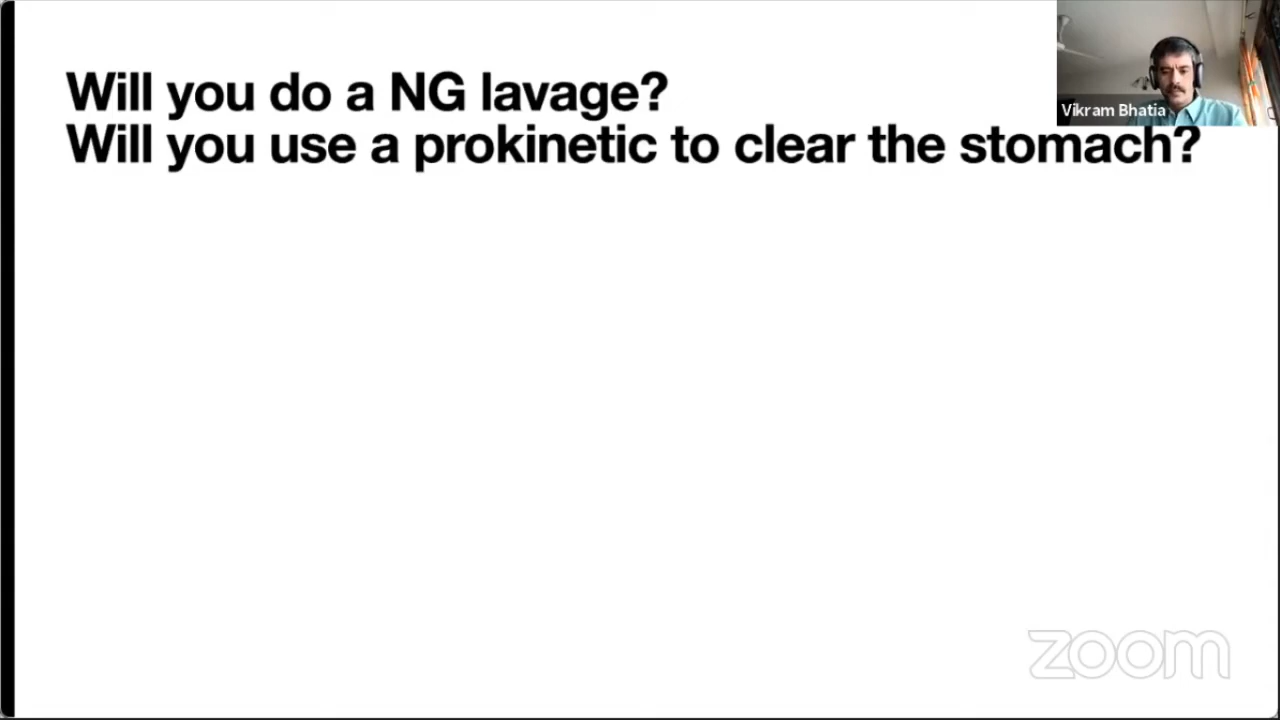 Will you do a NG lavage?
Will you use a prokinetic to clear the stomach?
Vikram Bhatia
zoom